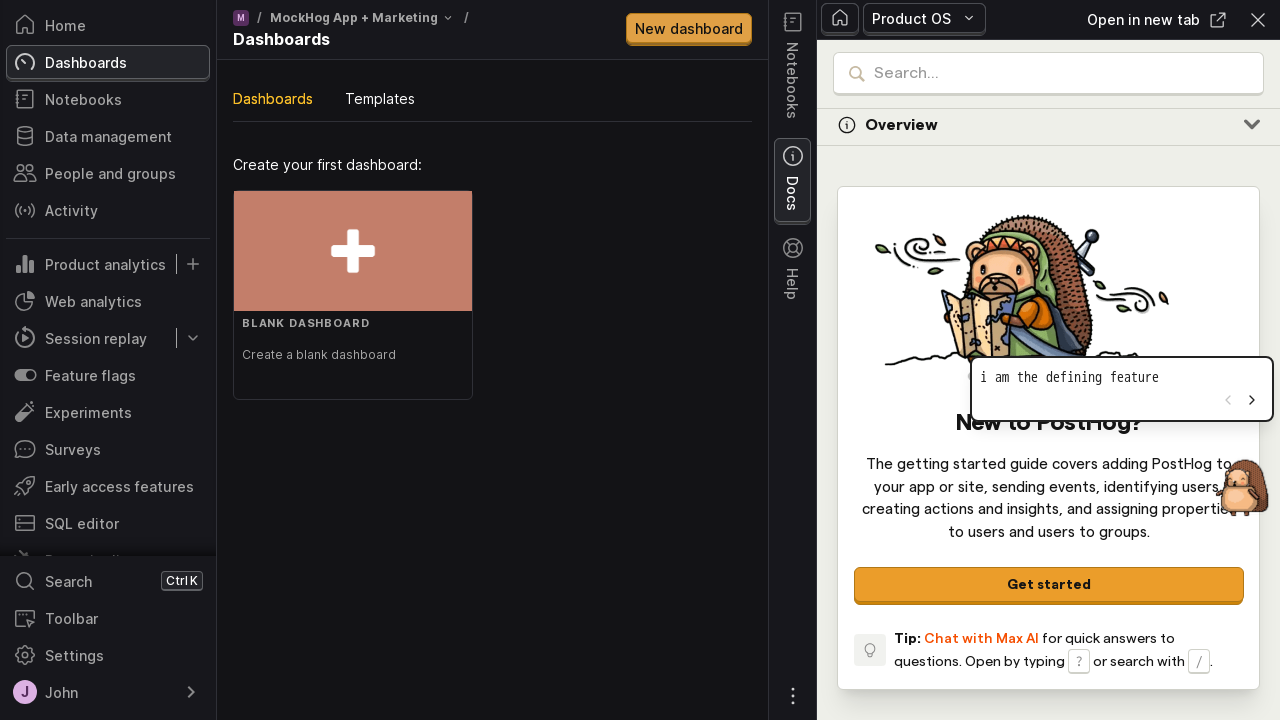 Home
Dashboards
Notebooks
Data management
People and groups
Activity
Product analytics
Web analytics
Session replay
Feature flags
Experiments
Surveys
Early access features
SQL editor
Search
Ctrl K
Toolbar
Settings
J
John
M / MockHog App + Marketing /
Dashboards
New dashboard
Dashboards
Templates
Create your first dashboard:
BLANK DASHBOARD
Create a blank dashboard
Notebooks
Docs
Help
Product OS
Open in new tab
Search...
Overview
i am the defining feature
New to PostHog?
The getting started guide covers adding PostHog to
your app or site, sending events, identifying users,
creating actions and insights, and assigning properties
to users and users to groups.
Get started
Tip: Chat with Max AI for quick answers to
questions. Open by typing ? or search with / .